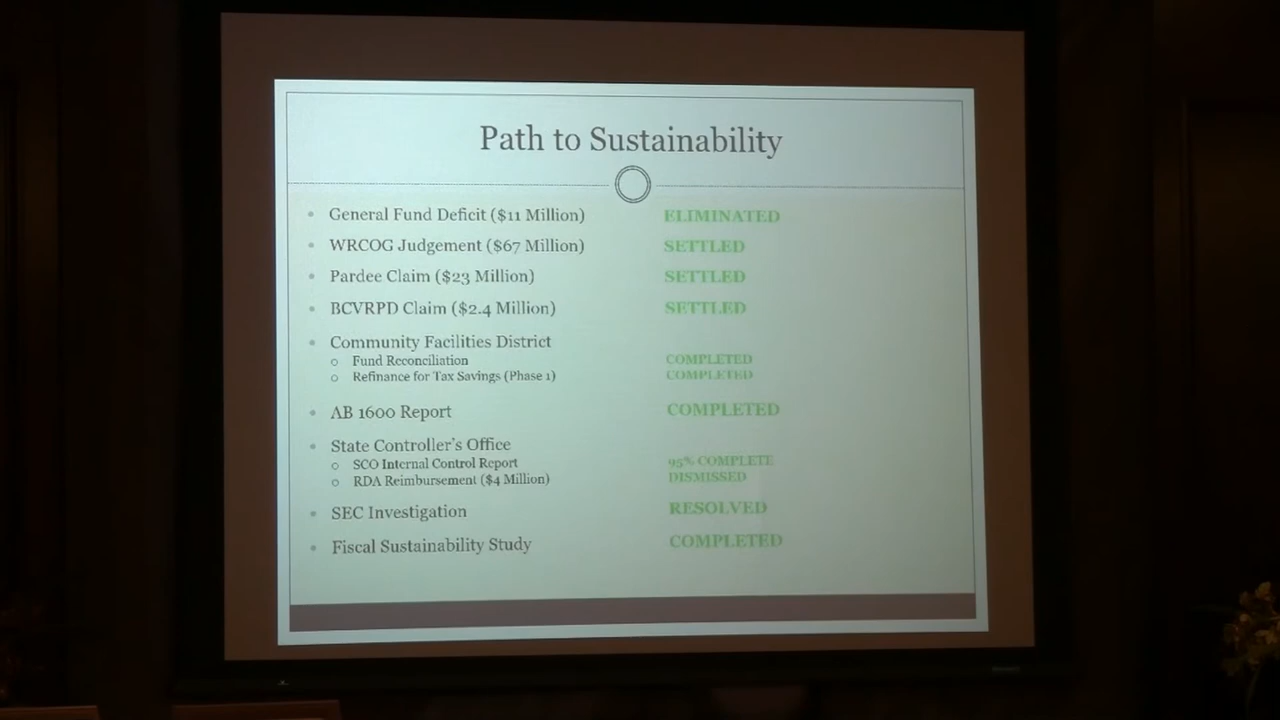 Path to Sustainability
• General Fund Deficit ($11 Million) ELIMINATED
• WRCOG Judgement ($67 Million) SETTLED
• Pardee Claim ($23 Million) SETTLED
• BCVRPD Claim ($2.4 Million) SETTLED
• Community Facilities District
o Fund Reconciliation COMPLETED
o Refinance for Tax Savings (Phase 1) COMPLETED
• AB 1600 Report COMPLETED
• State Controller's Office
o SCO Internal Control Report 95% COMPLETE
o RDA Reimbursement ($4 Million) DISMISSED
• SEC Investigation RESOLVED
• Fiscal Sustainability Study COMPLETED